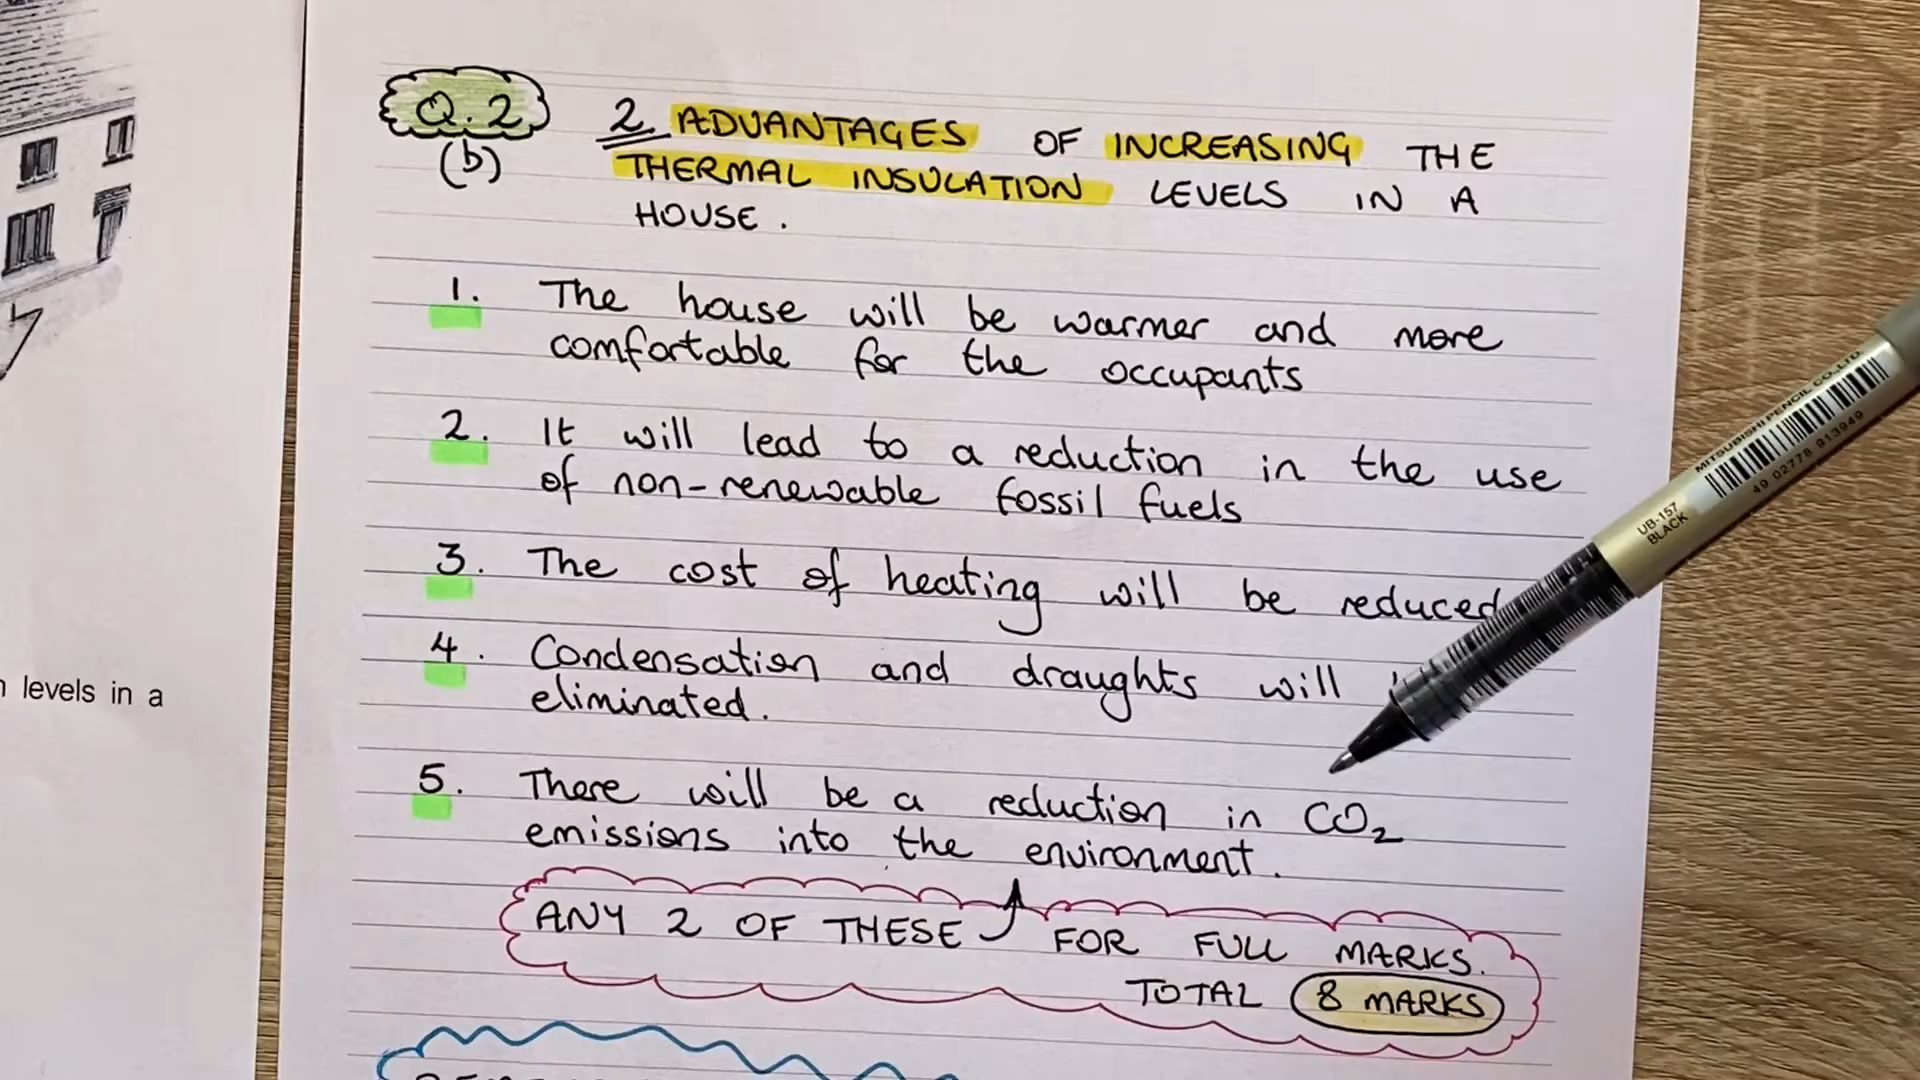 Q.2
(b)
2 ADVANTAGES OF INCREASING THE
THERMAL INSULATION LEVELS IN A
HOUSE.
1. The house will be warmer and more
comfortable for the occupants
2. It will lead to a reduction in the use
of non-renewable fossil fuels
3. The cost of heating will be reduced
4. Condensation and draughts will
eliminated.
5. There will be a reduction in CO2
emissions into the environment.
ANY 2 OF THESE FOR FULL MARKS.
TOTAL 8 MARKS
levels in a
MITSUBISHI PENCIL CO., LTD
49 02778 913949
UB-157
BLACK